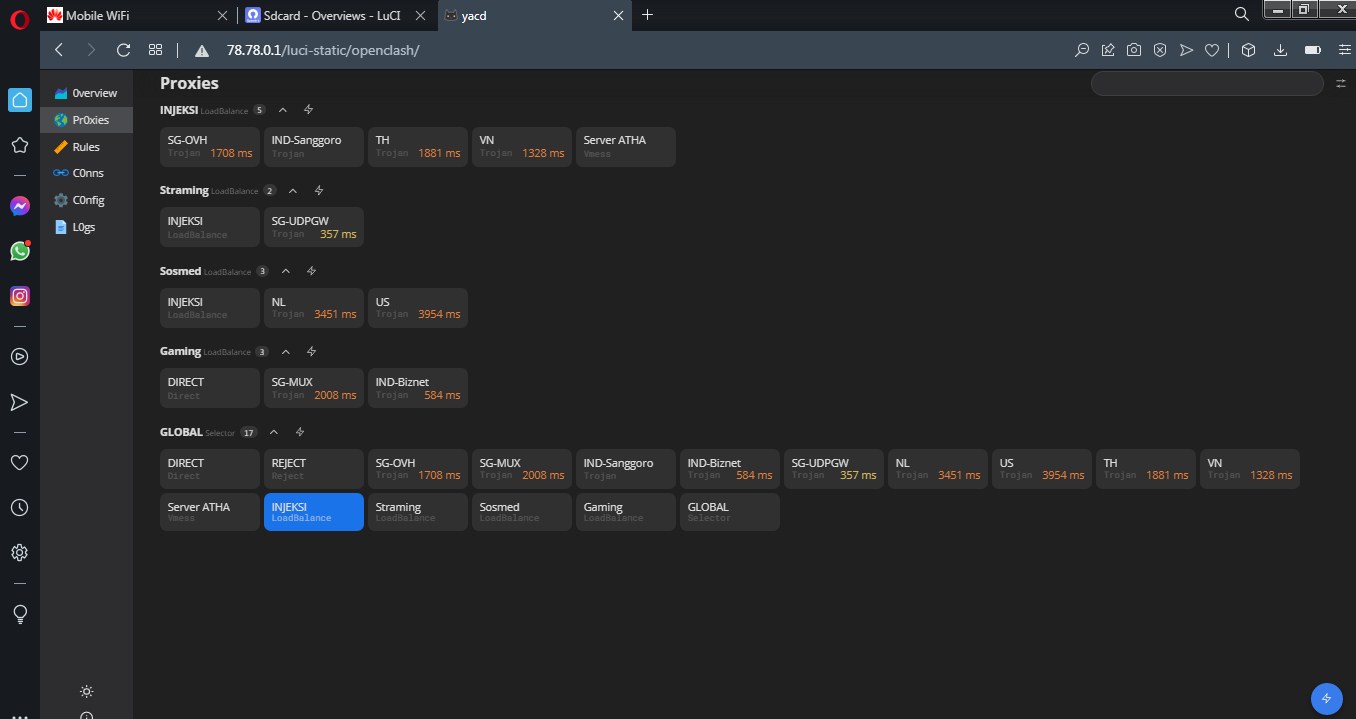 Mobile WiFi
Sdcard - Overviews - LuCI
yacd
78.78.0.1/luci-static/openclash/
0verview
Pr0xies
Rules
C0nns
C0nfig
L0gs
Proxies
INJEKSI LoadBalance 5
SG-OVH
Trojan 1708 ms
IND-Sanggoro
Trojan
TH
Trojan 1881 ms
VN
Trojan 1328 ms
Server ATHA
Vmess
Straming LoadBalance 2
INJEKSI
LoadBalance
SG-UDPGW
Trojan 357 ms
Sosmed LoadBalance 3
INJEKSI
LoadBalance
NL
Trojan 3451 ms
US
Trojan 3954 ms
Gaming LoadBalance 3
DIRECT
Direct
SG-MUX
Trojan 2008 ms
IND-Biznet
Trojan 584 ms
GLOBAL Selector 17
DIRECT
Direct
REJECT
Reject
SG-OVH
Trojan 1708 ms
SG-MUX
Trojan 2008 ms
IND-Sanggoro
Trojan
IND-Biznet
Trojan 584 ms
SG-UDPGW
Trojan 357 ms
NL
Trojan 3451 ms
US
Trojan 3954 ms
TH
Trojan 1881 ms
VN
Trojan 1328 ms
Server ATHA
Vmess
INJEKSI
LoadBalance
Straming
LoadBalance
Sosmed
LoadBalance
Gaming
LoadBalance
GLOBAL
Selector